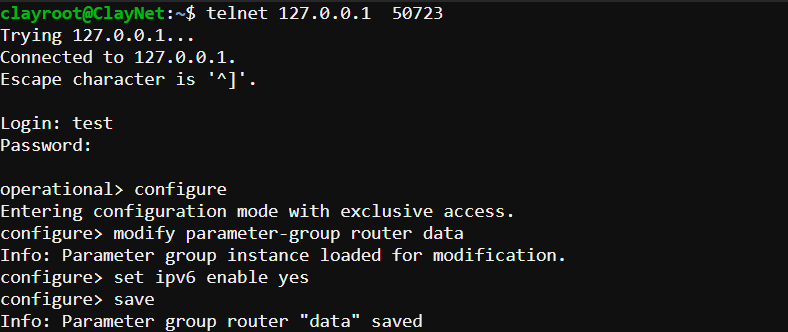 clayroot@ClayNet:~$ telnet 127.0.0.1  50723
Trying 127.0.0.1...
Connected to 127.0.0.1.
Escape character is '^]'.
Login: test
Password:
operational> configure
Entering configuration mode with exclusive access.
configure> modify parameter-group router data
Info: Parameter group instance loaded for modification.
configure> set ipv6 enable yes
configure> save
Info: Parameter group router "data" saved